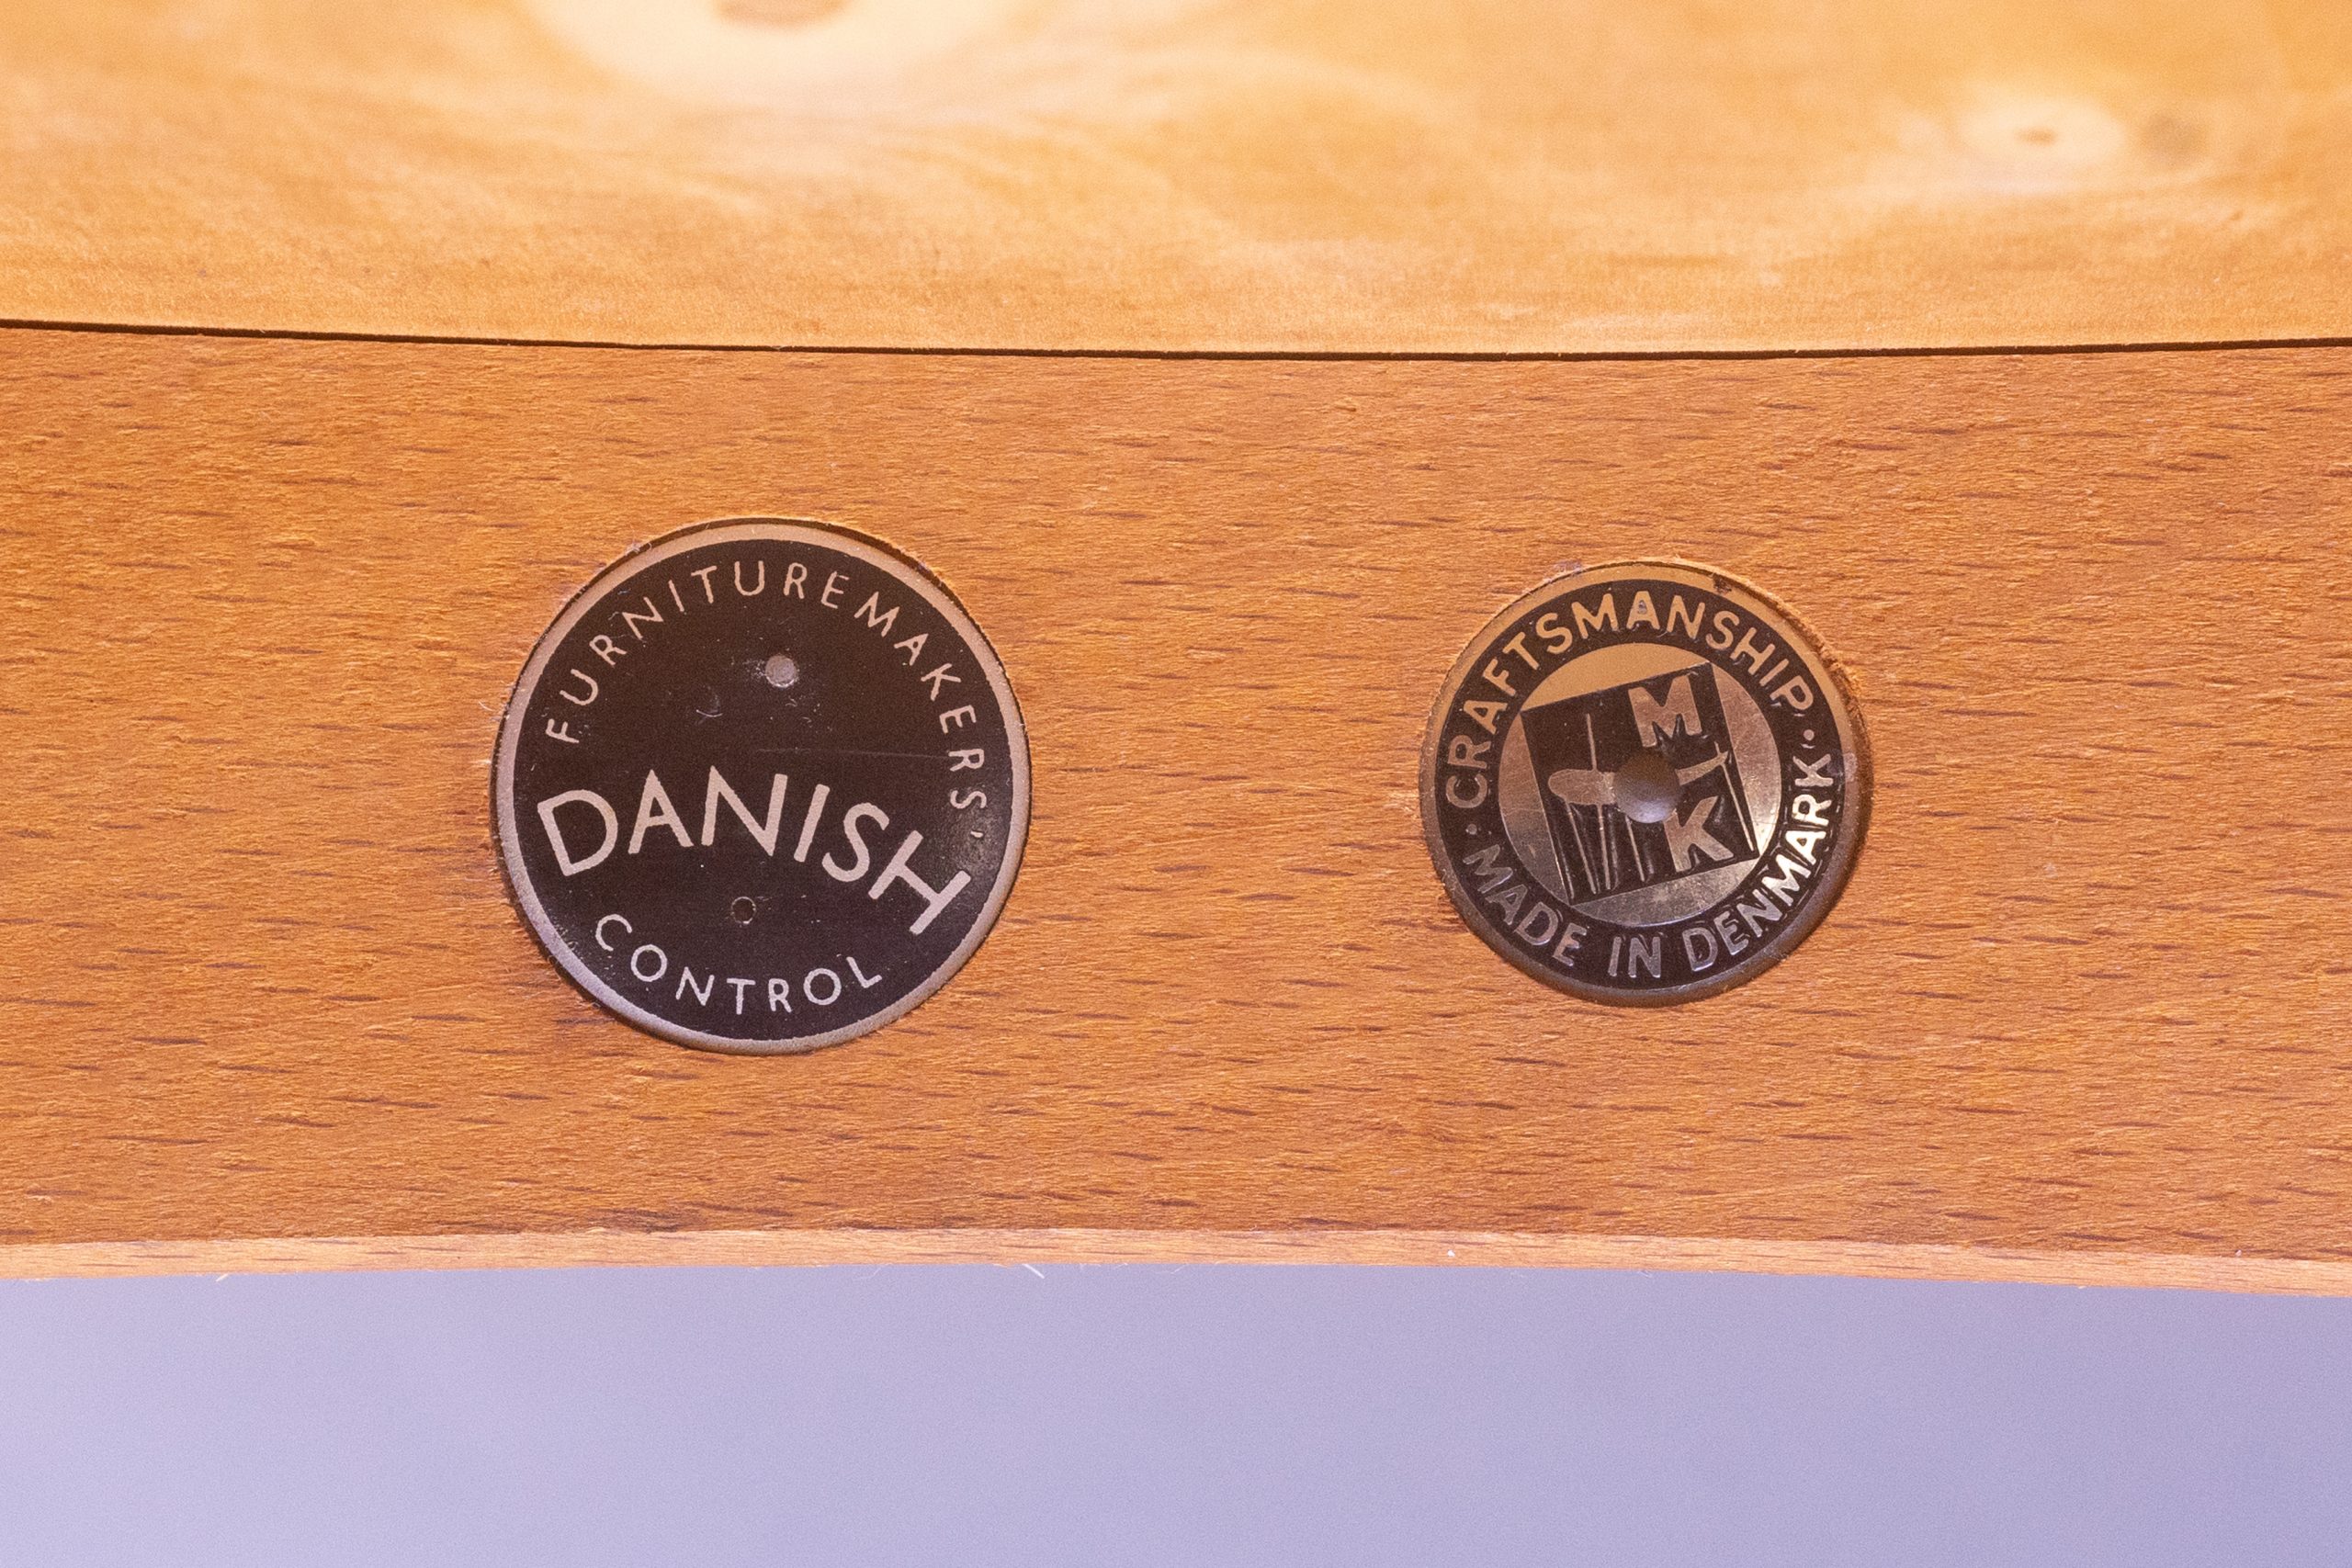 FURNITUREMAKERS'
DANISH
CONTROL
· CRAFTSMANSHIP ·
M
K
MADE IN DENMARK